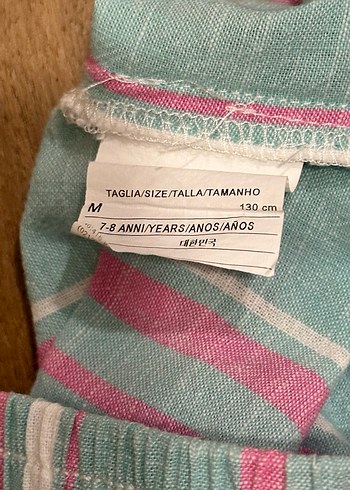 TAGLIA/SIZE/TALLA/TAMANHO
M 130 cm
7-8 ANNI/YEARS/ANOS/AÑOS
대한민국